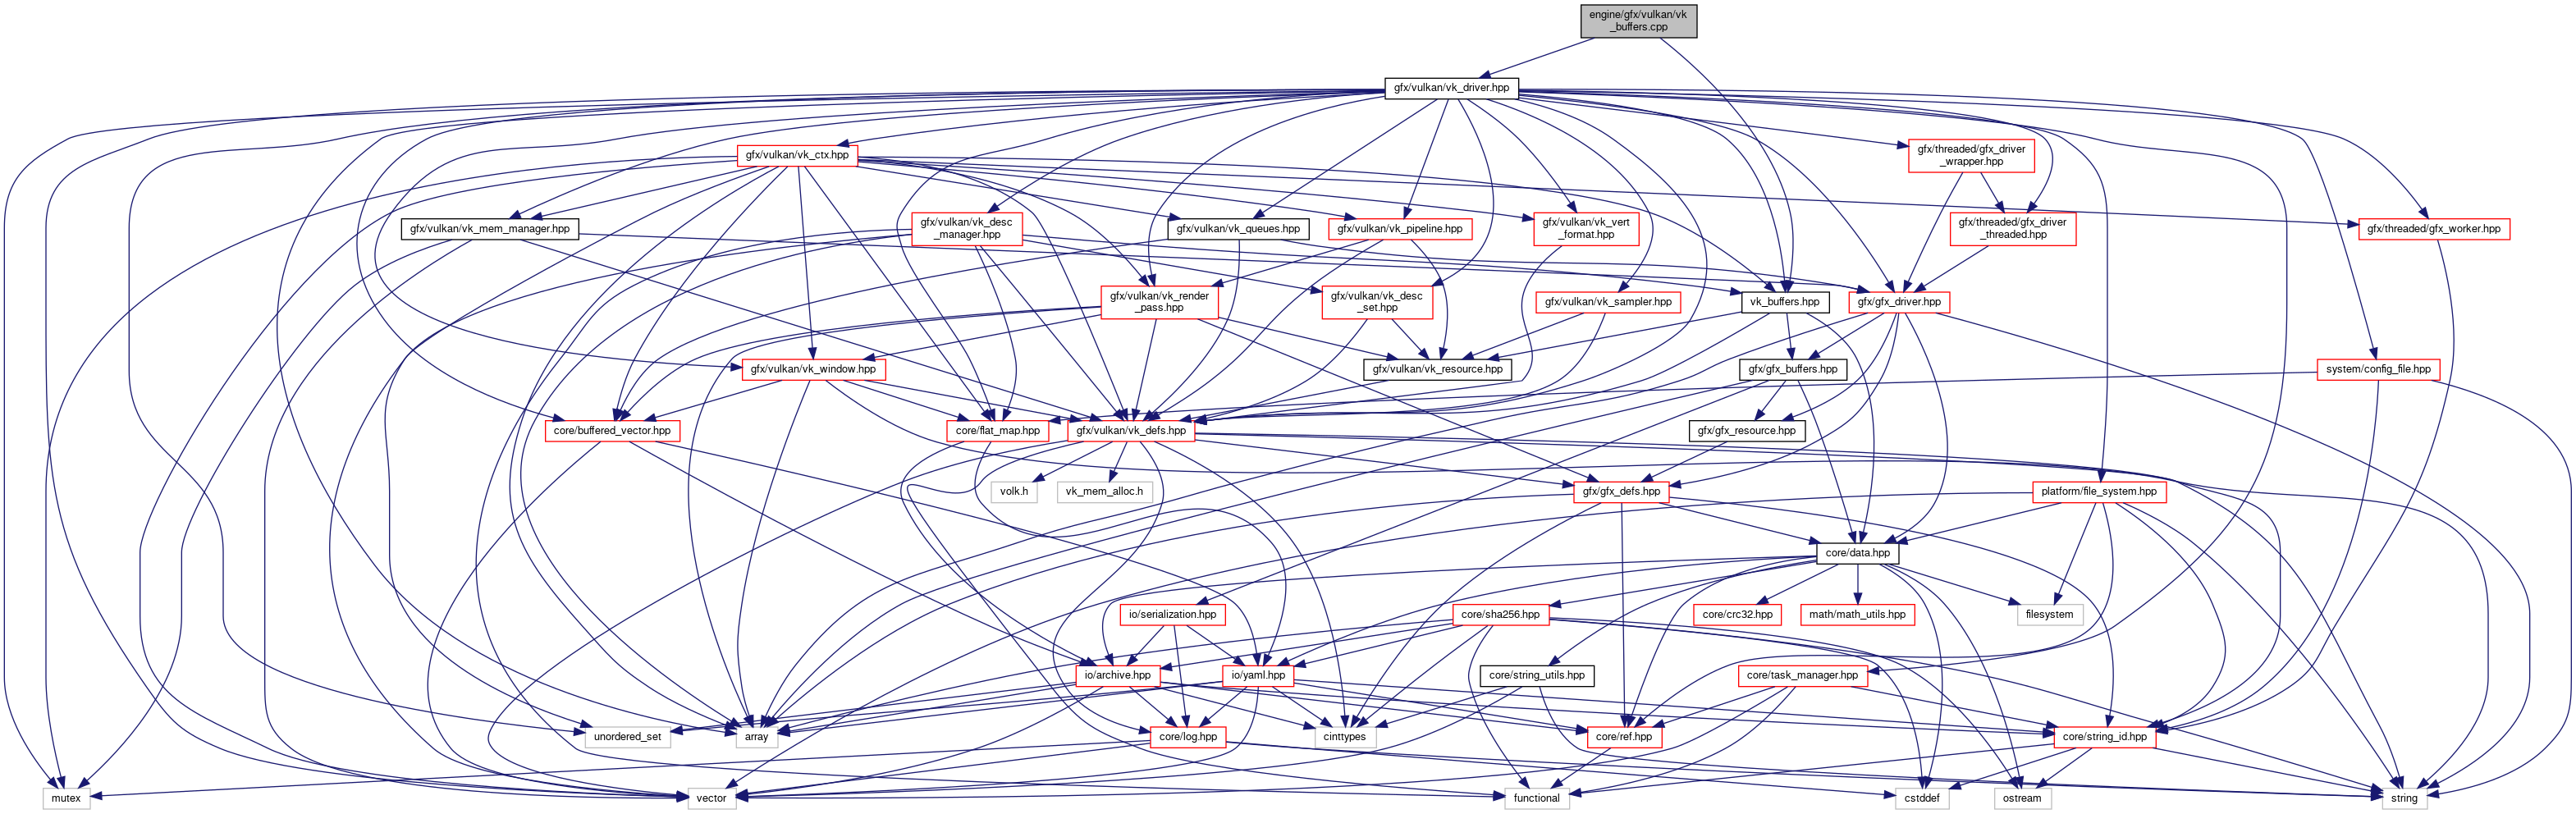 engine/gfx/vulkan/vk
_buffers.cpp
gfx/vulkan/vk_driver.hpp
gfx/vulkan/vk_ctx.hpp
gfx/threaded/gfx_driver
_wrapper.hpp
gfx/vulkan/vk_mem_manager.hpp
gfx/vulkan/vk_desc
_manager.hpp
gfx/vulkan/vk_queues.hpp
gfx/vulkan/vk_pipeline.hpp
gfx/vulkan/vk_vert
_format.hpp
gfx/threaded/gfx_driver
_threaded.hpp
gfx/threaded/gfx_worker.hpp
gfx/vulkan/vk_render
_pass.hpp
gfx/vulkan/vk_desc
_set.hpp
gfx/vulkan/vk_sampler.hpp
vk_buffers.hpp
gfx/gfx_driver.hpp
gfx/vulkan/vk_window.hpp
gfx/vulkan/vk_resource.hpp
gfx/gfx_buffers.hpp
system/config_file.hpp
core/buffered_vector.hpp
core/flat_map.hpp
gfx/vulkan/vk_defs.hpp
gfx/gfx_resource.hpp
volk.h
vk_mem_alloc.h
gfx/gfx_defs.hpp
platform/file_system.hpp
core/data.hpp
io/serialization.hpp
core/sha256.hpp
core/crc32.hpp
math/math_utils.hpp
filesystem
io/archive.hpp
io/yaml.hpp
core/string_utils.hpp
core/task_manager.hpp
unordered_set
array
core/log.hpp
cinttypes
core/ref.hpp
core/string_id.hpp
mutex
vector
functional
cstddef
ostream
string